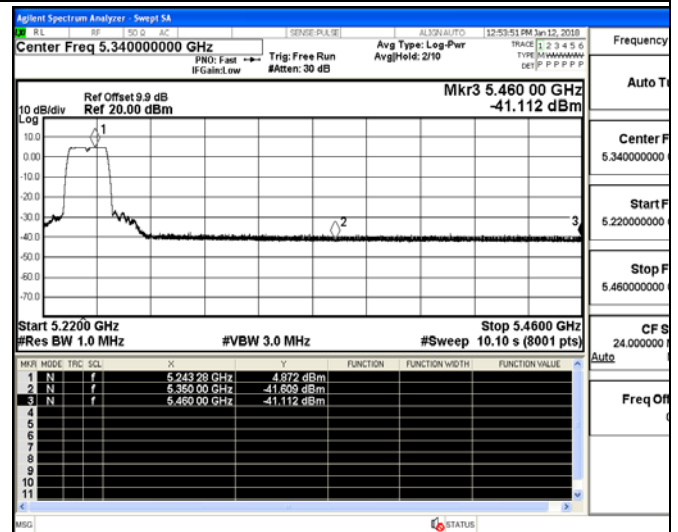 Agilent Spectrum Analyzer - Swept SA
RL RF 50 Ω AC SENSE:PULSE ALIGN AUTO 12:53:51 PM Jan 12, 2018
Center Freq 5.340000000 GHz
PNO: Fast
IFGain:Low
Trig: Free Run
#Atten: 30 dB
Avg Type: Log-Pwr
Avg|Hold: 2/10
TRACE 1 2 3 4 5 6
TYPE MWWWWW
DET P P P P P P
Frequency
Auto Tu
Mkr3 5.460 00 GHz
-41.112 dBm
Ref Offset 9.9 dB
10 dB/div Ref 20.00 dBm
Log
10.0
0.00
-10.0
-20.0
-30.0
-40.0
-50.0
-60.0
-70.0
1
2
3
Center F
5.340000000
Start F
5.220000000
Stop F
5.460000000
Start 5.2200 GHz Stop 5.4600 GHz
#Res BW 1.0 MHz #VBW 3.0 MHz #Sweep 10.10 s (8001 pts)
CF S
24.000000
Auto
Freq Off
MKR MODE TRC SCL X Y FUNCTION FUNCTION WIDTH FUNCTION VALUE
1 N f 5.243 28 GHz 4.872 dBm
2 N f 5.350 00 GHz -41.609 dBm
3 N f 5.460 00 GHz -41.112 dBm
4
5
6
7
8
9
10
11
MSG STATUS